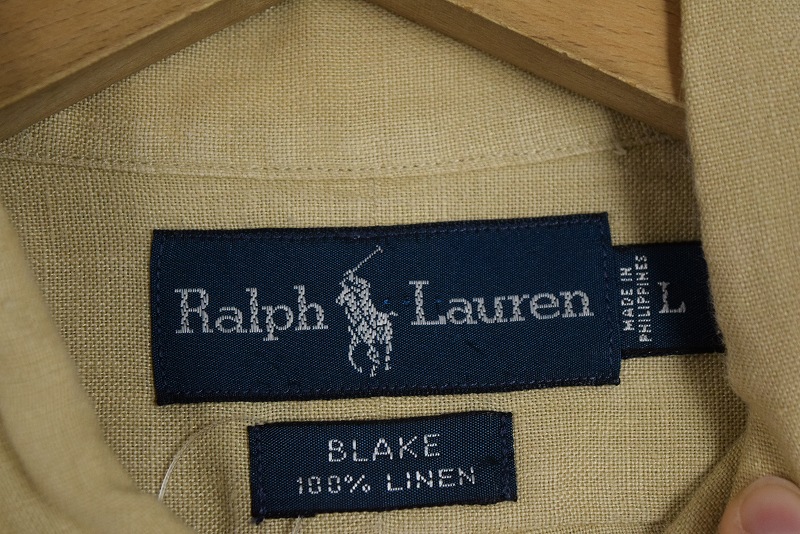 Ralph Lauren
MADE IN
PHILIPPINES
L
BLAKE
100% LINEN